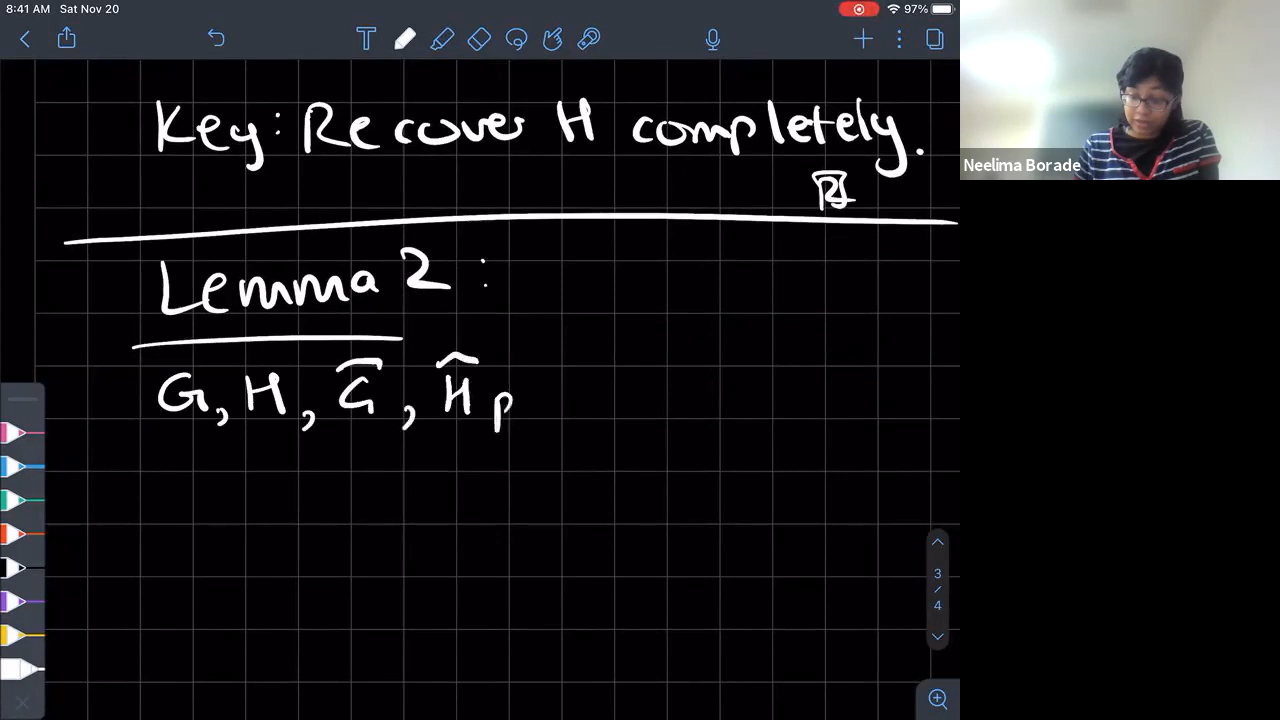 8:41 AM Sat Nov 20
97%
T
Key: Recover H completely.
Neelima Borade
Lemma 2:
G, H, Ĝ, Ĥ p
3
/
4